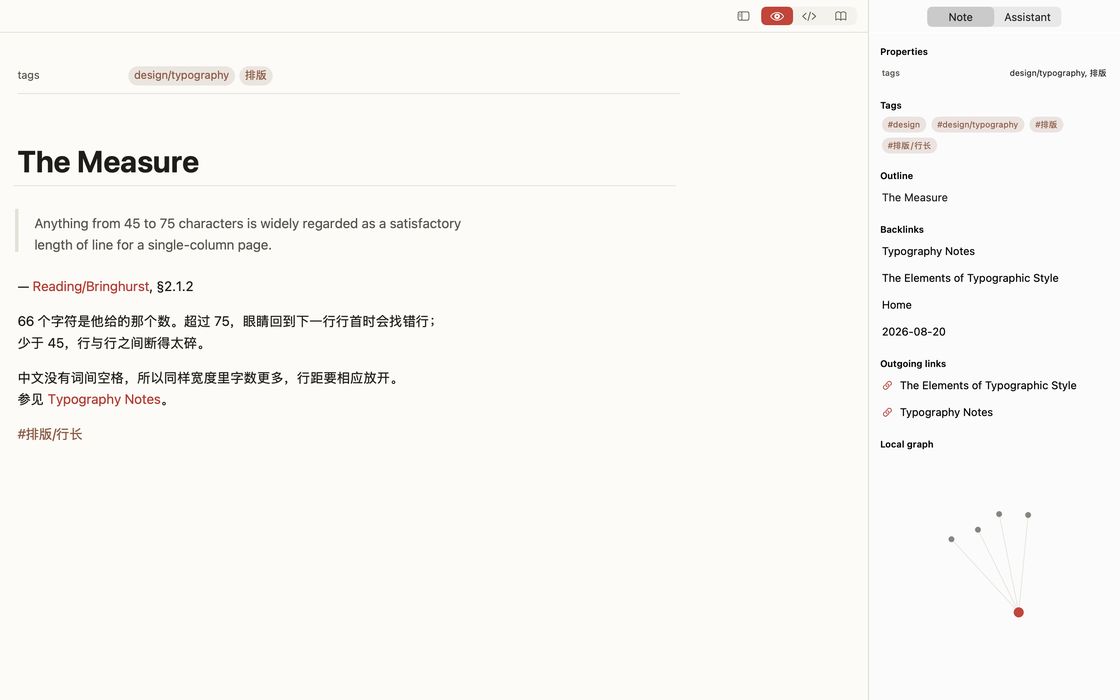 Note Assistant
tags design/typography 排版
The Measure
Anything from 45 to 75 characters is widely regarded as a satisfactory
length of line for a single-column page.
— Reading/Bringhurst, §2.1.2
66 个字符是他给的那个数。超过 75，眼睛回到下一行行首时会找错行；
少于 45，行与行之间断得太碎。
中文没有词间空格，所以同样宽度里字数更多，行距要相应放开。
参见 Typography Notes。
#排版/行长
Properties
tags design/typography, 排版
Tags
#design #design/typography #排版
#排版/行长
Outline
The Measure
Backlinks
Typography Notes
The Elements of Typographic Style
Home
2026-08-20
Outgoing links
The Elements of Typographic Style
Typography Notes
Local graph